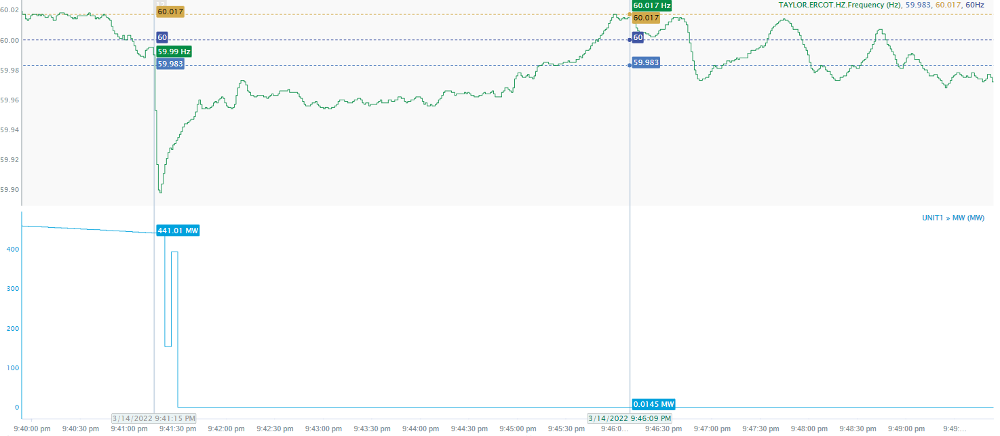 12
60.017 Hz
TAYLOR.ERCOT.HZ.Frequency (Hz), 59.983, 60.017, 60Hz
60.02
60.017
60.017
60
60
60.00
59.99 Hz
59.983
59.983
59.98
59.96
59.94
59.92
59.90
UNIT1 » MW (MW)
441.01 MW
400
300
200
100
0
0.0145 MW
3/14/2022 9:41:15 PM
3/14/2022 9:46:09 PM
9:40:00 pm 9:40:30 pm 9:41:00 pm 9:41:30 pm 9:42:00 pm 9:42:30 pm 9:43:00 pm 9:43:30 pm 9:44:00 pm 9:44:30 pm 9:45:00 pm 9:45:30 pm 9:46:0... 9:46:30 pm 9:47:00 pm 9:47:30 pm 9:48:00 pm 9:48:30 pm 9:49:00 pm 9:49:...